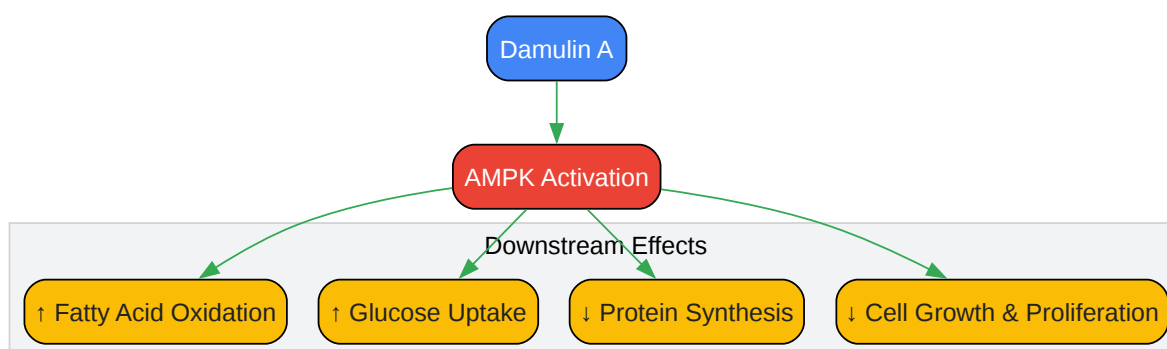 Damulin A
AMPK Activation
Downstream Effects
↑ Fatty Acid Oxidation
↑ Glucose Uptake
↓ Protein Synthesis
↓ Cell Growth & Proliferation